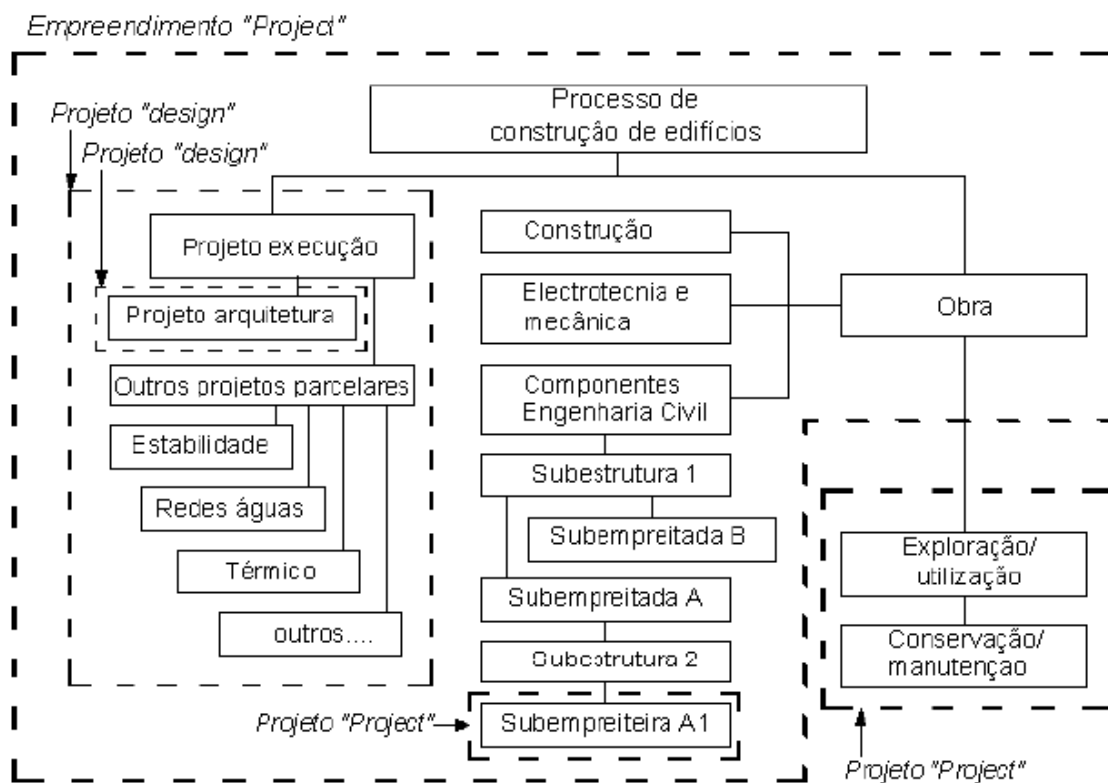 Empreendimento "Project"
Projeto "design"
Projeto "design"
Processo de
construção de edifícios
Projeto execução
Projeto arquitetura
Outros projetos parcelares
Estabilidade
Redes águas
Térmico
outros....
Construção
Electrotecnia e
mecânica
Componentes
Engenharia Civil
Subestrutura 1
Subempreitada B
Subempreitada A
Subestrutura 2
Projeto "Project"
Subempreiteira A1
Obra
Exploração/
utilização
Conservação/
manutenção
Projeto "Project"